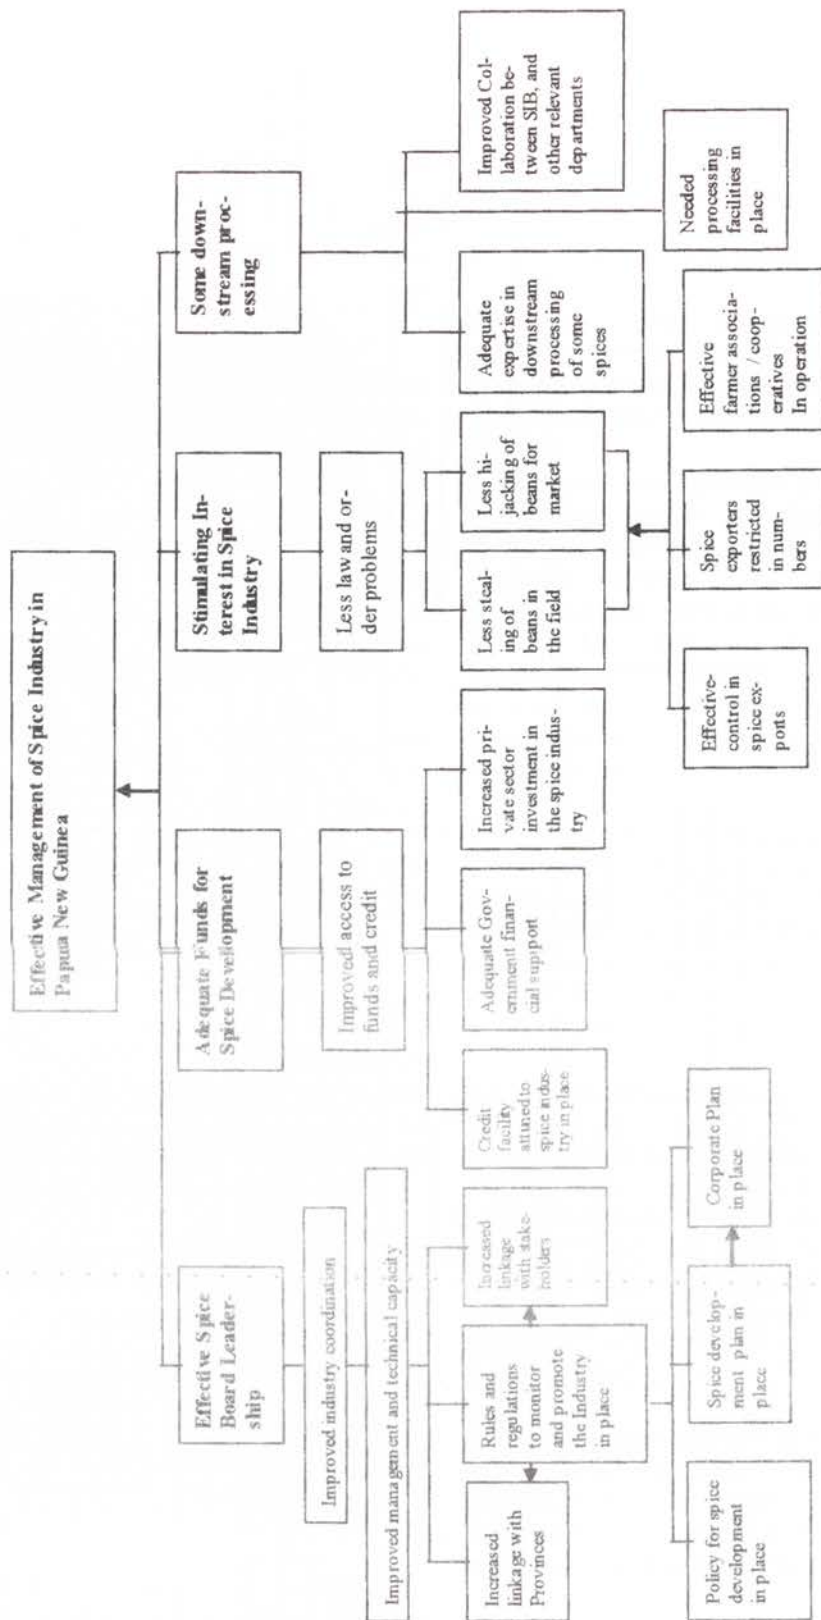 Effective Management of Spice Industry in
Papua New Guinea
Effective Spice
Board Leader-
ship
Adequate Funds for
Spice Development
Stimulating In-
terest in Spice
Industry
Some down-
stream proc-
essing
Improved industry coordination
Improved management and technical capacity
Improved access to
funds and credit
Less law and or-
der problems
Increased
linkage with
Provinces
Rules and
regulations
to monitor
and promote
the Industry
in place
Increased
linkage
with stake-
holders
Credit
facility
attuned to
spice indus-
try in place
Adequate Gov-
ernment finan-
cial support
Increased pri-
vate sector
investment in
the spice indus-
try
Less steal-
ing of
beans in
the field
Less hi-
jacking of
beans for
market
Adequate
expertise in
downstream
processing
of some
spices
Improved Col-
laboration be-
tween SIB, and
other relevant
departments
Policy for spice
development
in place
Spice develop-
ment plan in
place
Corporate Plan
in place
Effective-
control in
spice ex-
ports
Spice
exporters
restricted
in num-
bers
Effective
farmer associa-
tions / coop-
eratives
In operation
Needed
processing
facilities in
place